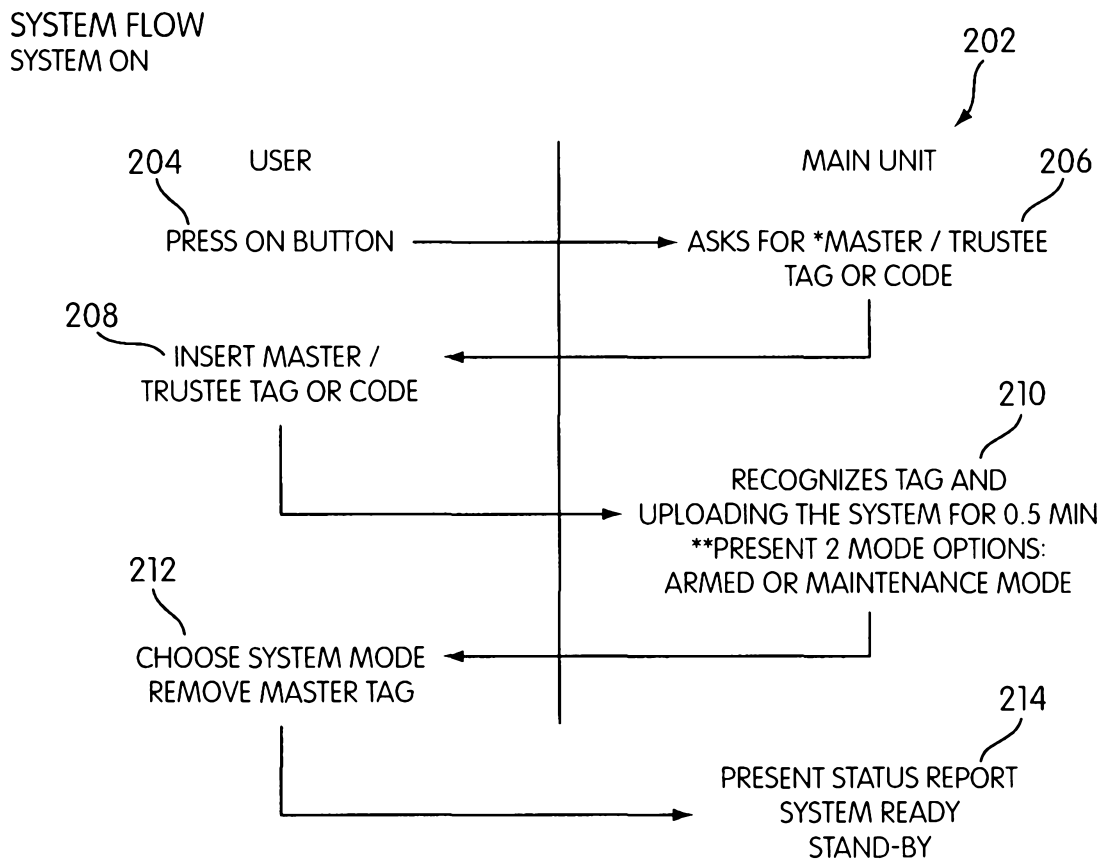 SYSTEM FLOW
SYSTEM ON
202
204
USER
MAIN UNIT
206
PRESS ON BUTTON
ASKS FOR *MASTER / TRUSTEE
TAG OR CODE
208
INSERT MASTER /
TRUSTEE TAG OR CODE
210
RECOGNIZES TAG AND
UPLOADING THE SYSTEM FOR 0.5 MIN
**PRESENT 2 MODE OPTIONS:
ARMED OR MAINTENANCE MODE
212
CHOOSE SYSTEM MODE
REMOVE MASTER TAG
214
PRESENT STATUS REPORT
SYSTEM READY
STAND-BY